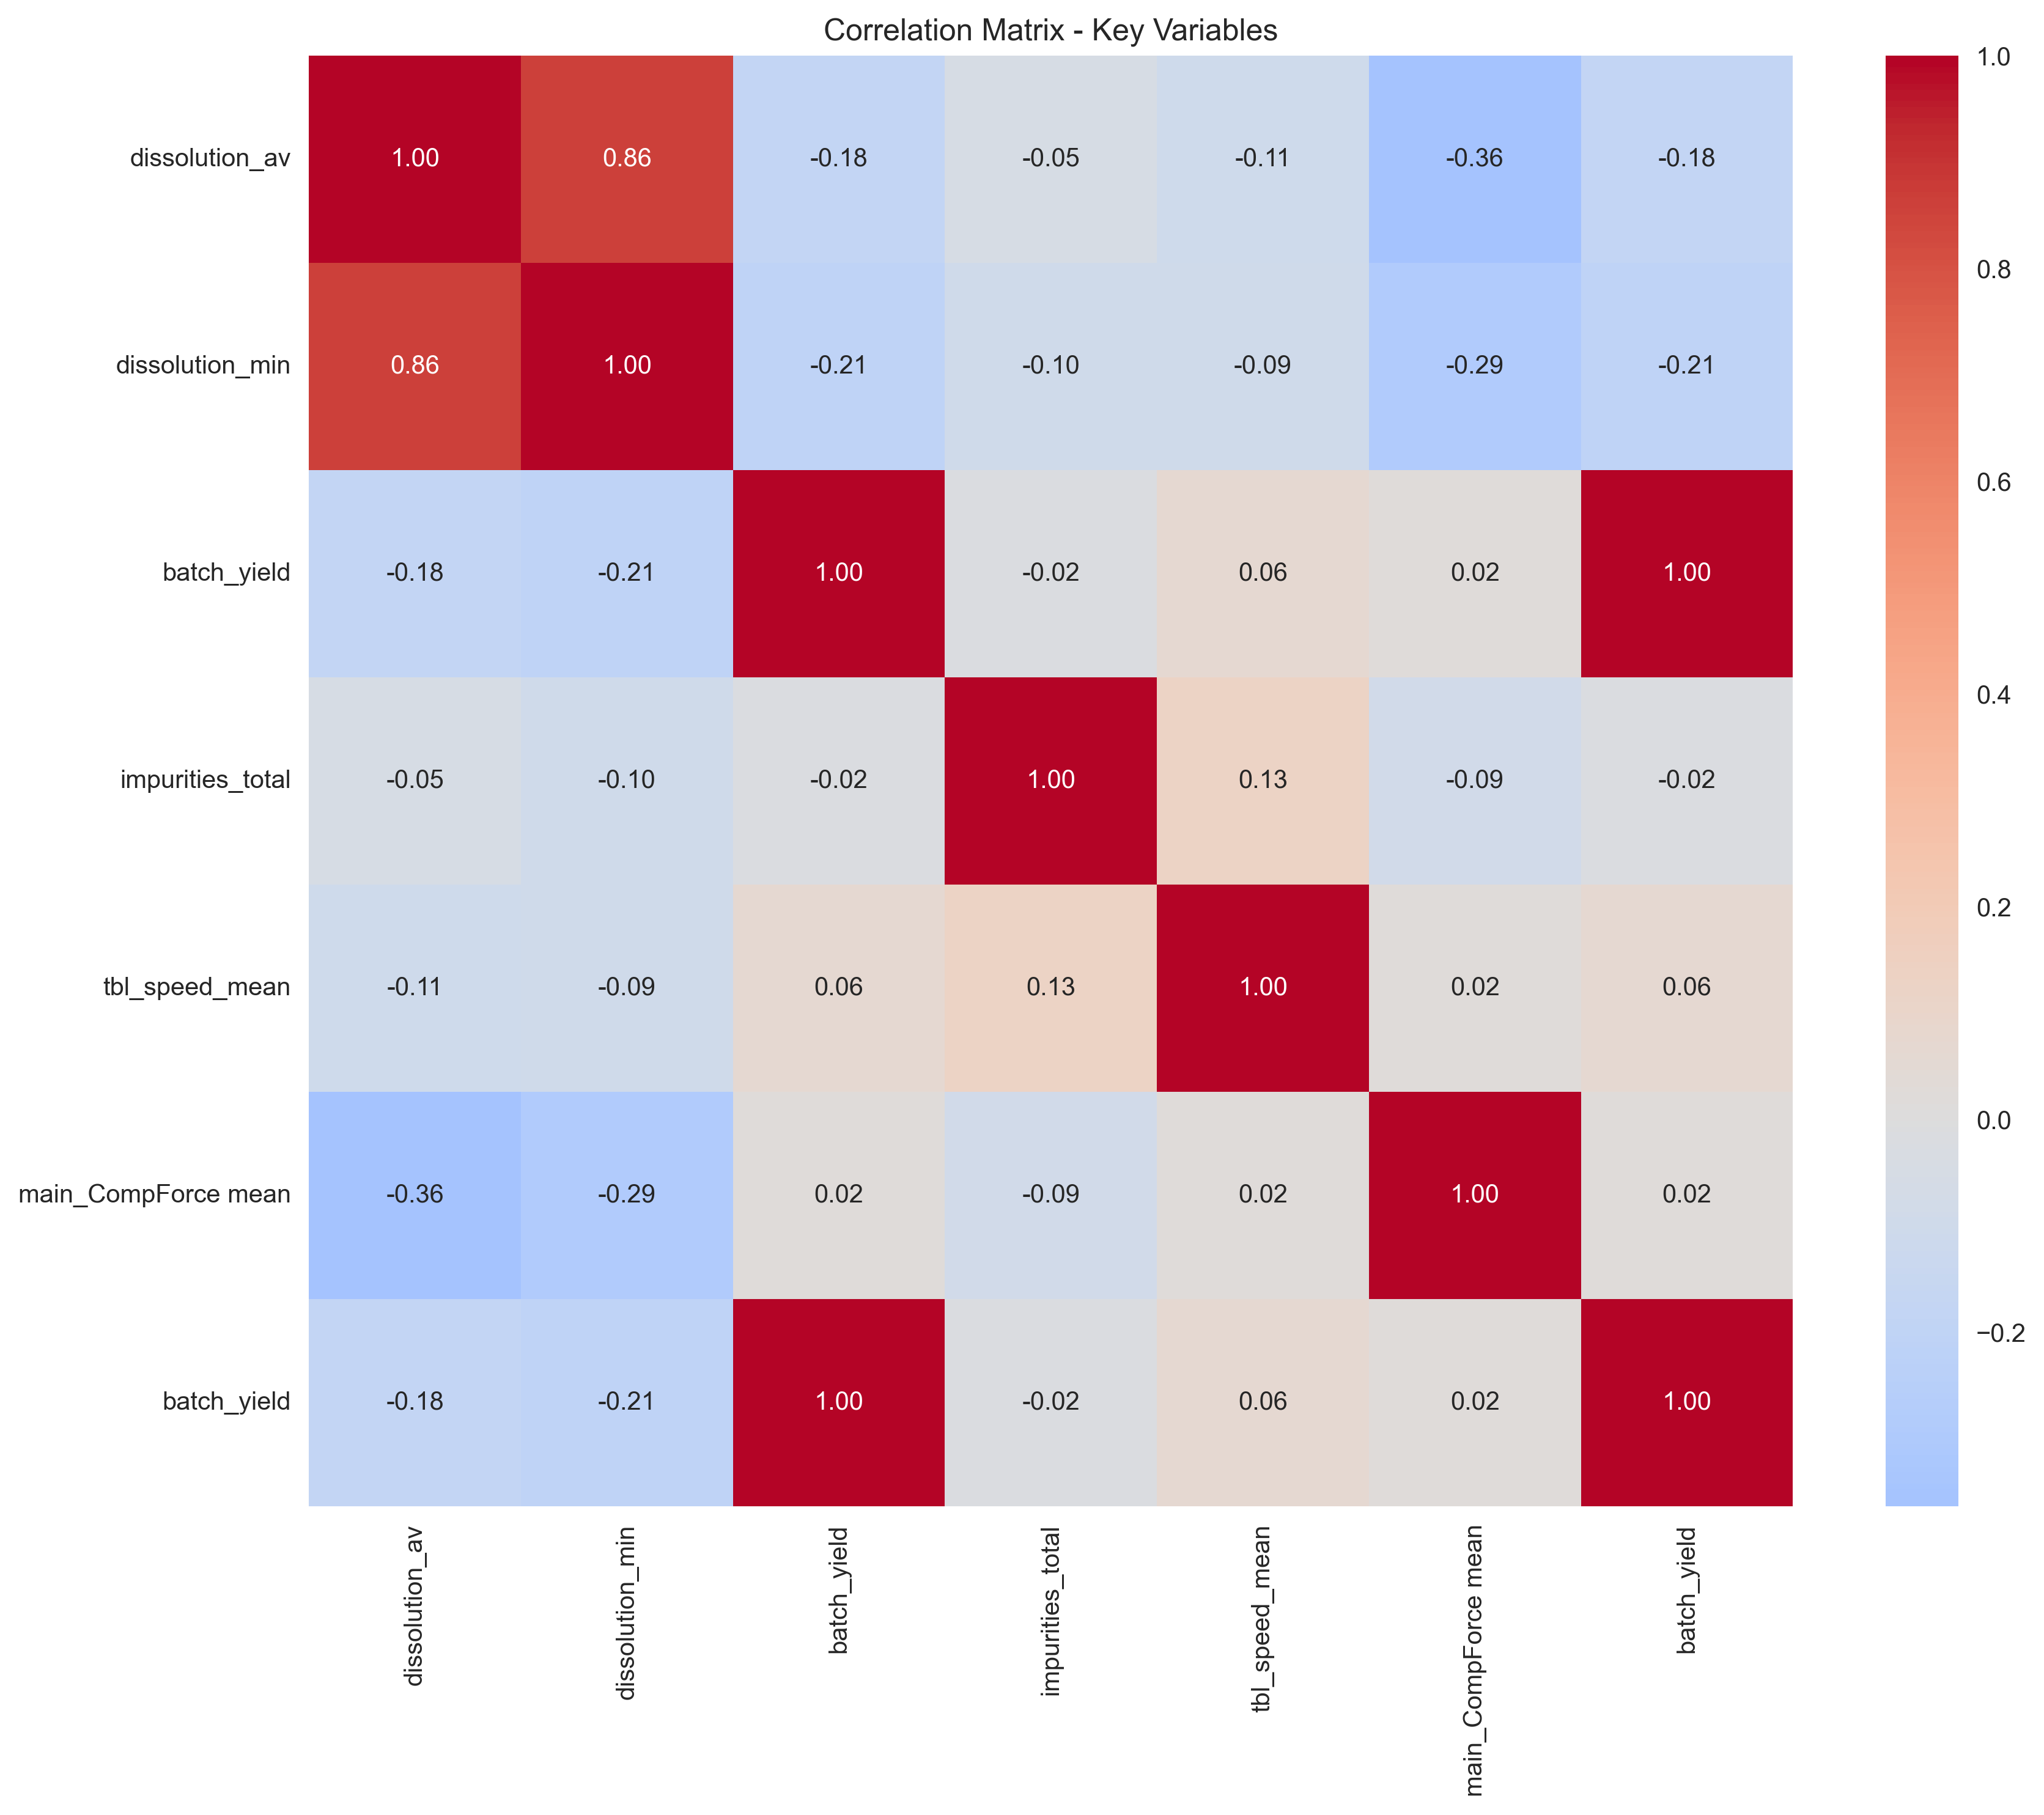 Correlation Matrix - Key Variables
dissolution_av 1.00 0.86 -0.18 -0.05 -0.11 -0.36 -0.18
dissolution_min 0.86 1.00 -0.21 -0.10 -0.09 -0.29 -0.21
batch_yield -0.18 -0.21 1.00 -0.02 0.06 0.02 1.00
impurities_total -0.05 -0.10 -0.02 1.00 0.13 -0.09 -0.02
tbl_speed_mean -0.11 -0.09 0.06 0.13 1.00 0.02 0.06
main_CompForce mean -0.36 -0.29 0.02 -0.09 0.02 1.00 0.02
batch_yield -0.18 -0.21 1.00 -0.02 0.06 0.02 1.00
dissolution_av
dissolution_min
batch_yield
impurities_total
tbl_speed_mean
main_CompForce mean
batch_yield
1.0
0.8
0.6
0.4
0.2
0.0
−0.2